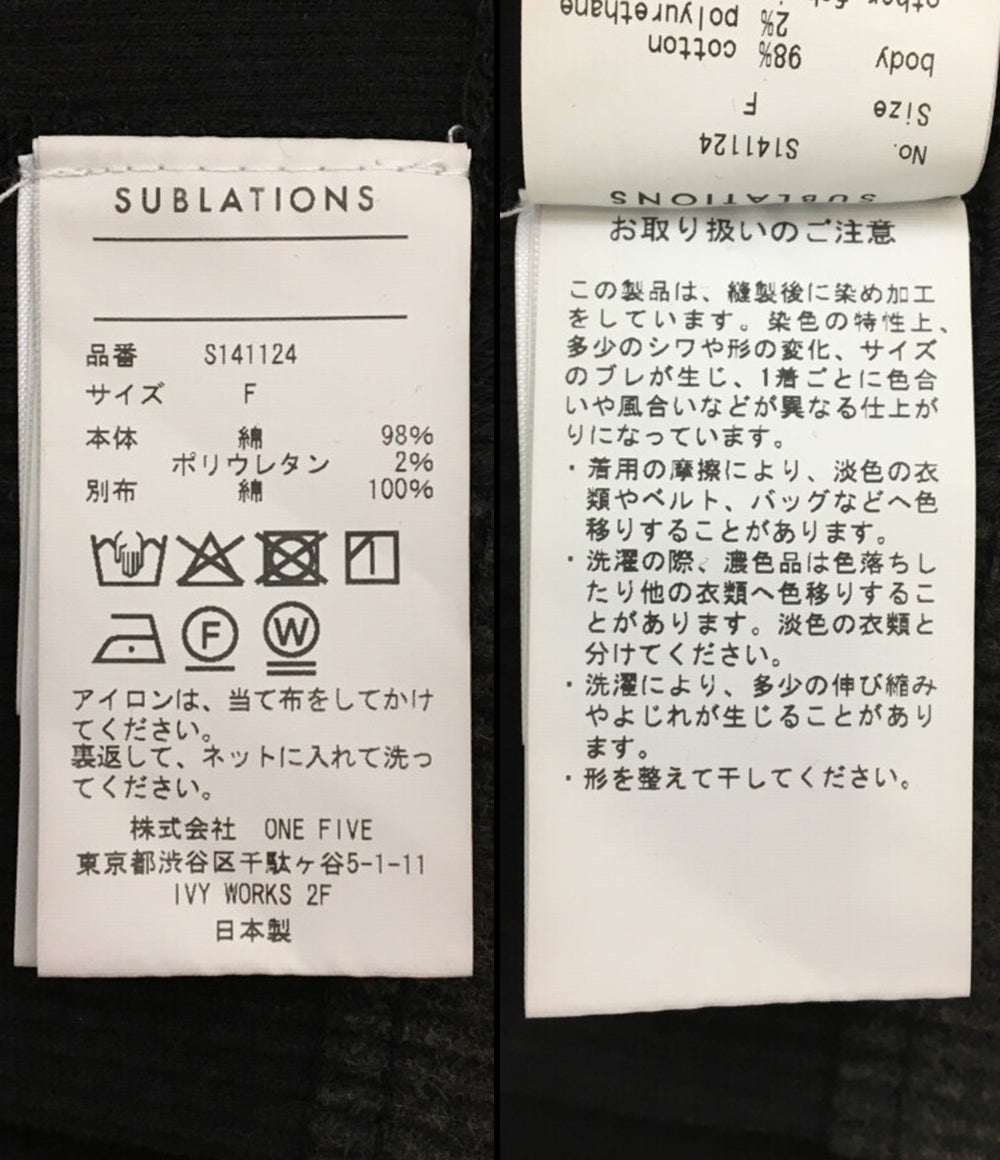 SUBLATIONS
品番 S141124
サイズ F
本体 綿 98%
ポリウレタン 2%
別布 綿 100%
F W
アイロンは、当て布をしてかけ
てください。
裏返して、ネットに入れて洗っ
てください。
株式会社 ONE FIVE
東京都渋谷区千駄ヶ谷5-1-11
IVY WORKS 2F
日本製
polyurethane 2%
body 98% cotton
Size F
No. S141124
SUBLATIONS
お取り扱いのご注意
この製品は、縫製後に染め加工
をしています。染色の特性上、
多少のシワや形の変化、サイズ
のブレが生じ、1着ごとに色合
いや風合いなどが異なる仕上が
りになっています。
・着用の摩擦により、淡色の衣
類やベルト、バッグなどへ色
移りすることがあります。
・洗濯の際、濃色品は色落ちし
たり他の衣類へ色移りするこ
とがあります。淡色の衣類と
分けてください。
・洗濯により、多少の伸び縮み
やよじれが生じることがあり
ます。
・形を整えて干してください。